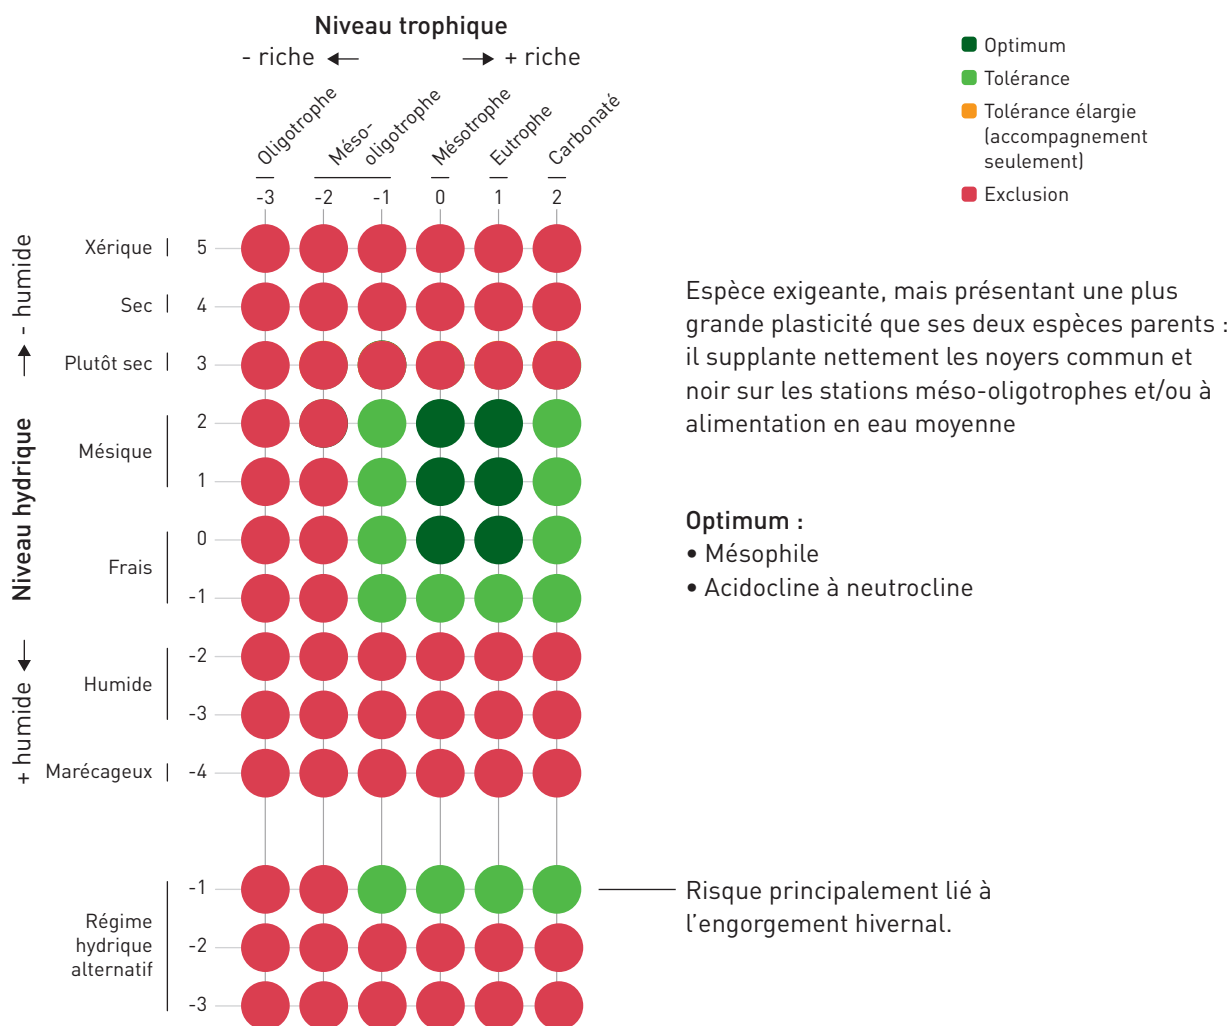 Niveau trophique
- riche
+ riche
Oligotrophe
Méso-
oligotrophe
Mésotrophe
Eutrophe
Carbonaté
-3 -2 -1 0 1 2
Optimum
Tolérance
Tolérance élargie
(accompagnement
seulement)
Exclusion
Niveau hydrique
- humide
+ humide
Xérique 5
Sec 4
Plutôt sec 3
2
Mésique
1
0
Frais
-1
-2
Humide
-3
Marécageux -4
-1
Régime
hydrique
alternatif
-2
-3
Espèce exigeante, mais présentant une plus
grande plasticité que ses deux espèces parents :
il supplante nettement les noyers commun et
noir sur les stations méso-oligotrophes et/ou à
alimentation en eau moyenne
Optimum :
• Mésophile
• Acidocline à neutrocline
Risque principalement lié à
l’engorgement hivernal.